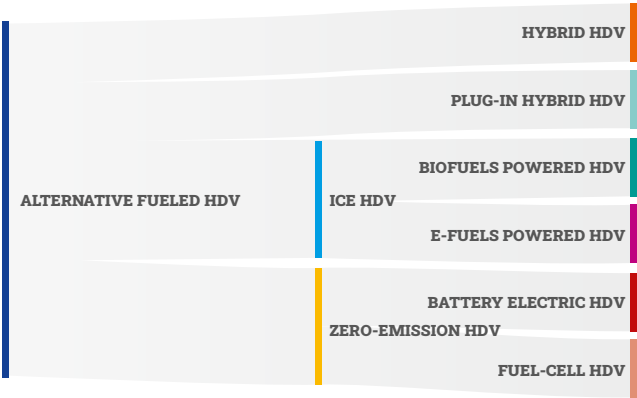 HYBRID HDV
PLUG-IN HYBRID HDV
BIOFUELS POWERED HDV
ALTERNATIVE FUELED HDV
ICE HDV
E-FUELS POWERED HDV
BATTERY ELECTRIC HDV
ZERO-EMISSION HDV
FUEL-CELL HDV